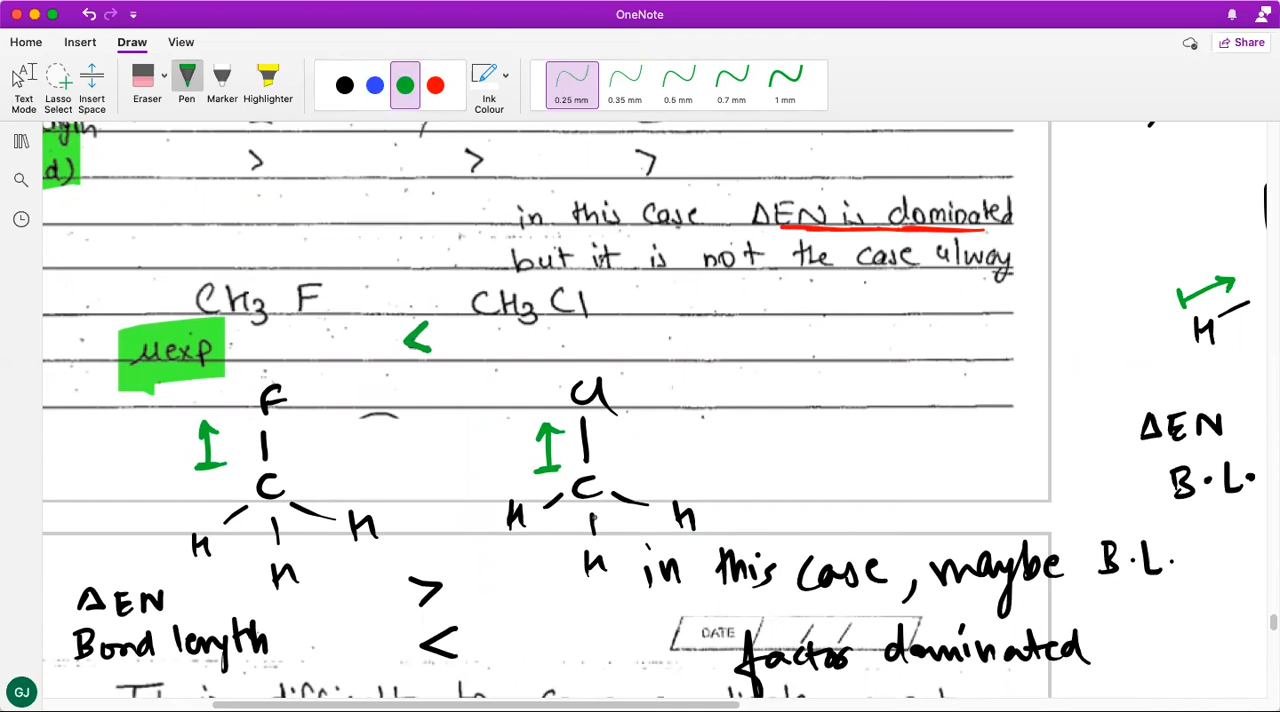 OneNote
Home Insert Draw View
Share
Text Mode
Lasso Select
Insert Space
Eraser
Pen
Marker
Highlighter
Ink Colour
0.25 mm
0.35 mm
0.5 mm
0.7 mm
1 mm
d)
> > >
in this case ΔEN is dominated
but it is not the case alway
CH3 F CH3 Cl
μexp <
F Cl
C C
H H H H
H H
H
ΔEN
B.L.
in this case, maybe B.L.
ΔEN >
DATE
Bond length <
factor dominated
GJ